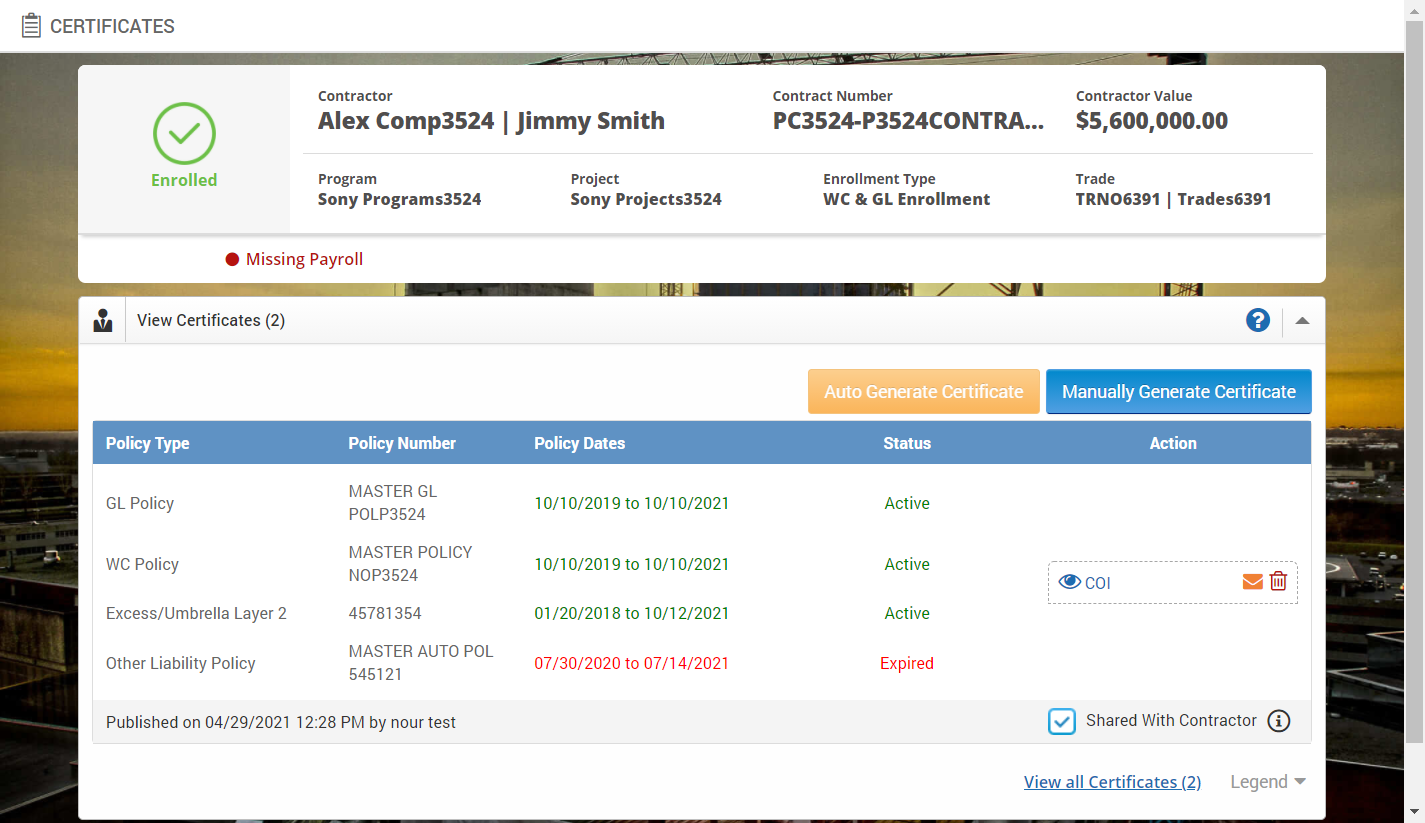 CERTIFICATES
Contractor
Alex Comp3524 | Jimmy Smith
Contract Number
PC3524-P3524CONTRA...
Contractor Value
$5,600,000.00
Enrolled
Program
Sony Programs3524
Project
Sony Projects3524
Enrollment Type
WC & GL Enrollment
Trade
TRNO6391 | Trades6391
Missing Payroll
View Certificates (2)
?
Auto Generate Certificate
Manually Generate Certificate
Policy Type Policy Number Policy Dates Status Action
GL Policy
MASTER GL
POLP3524
10/10/2019 to 10/10/2021
Active
WC Policy
MASTER POLICY
NOP3524
10/10/2019 to 10/10/2021
Active
COI
Excess/Umbrella Layer 2 45781354 01/20/2018 to 10/12/2021 Active
Other Liability Policy
MASTER AUTO POL
545121
07/30/2020 to 07/14/2021
Expired
Published on 04/29/2021 12:28 PM by nour test
Shared With Contractor
View all Certificates (2)
Legend